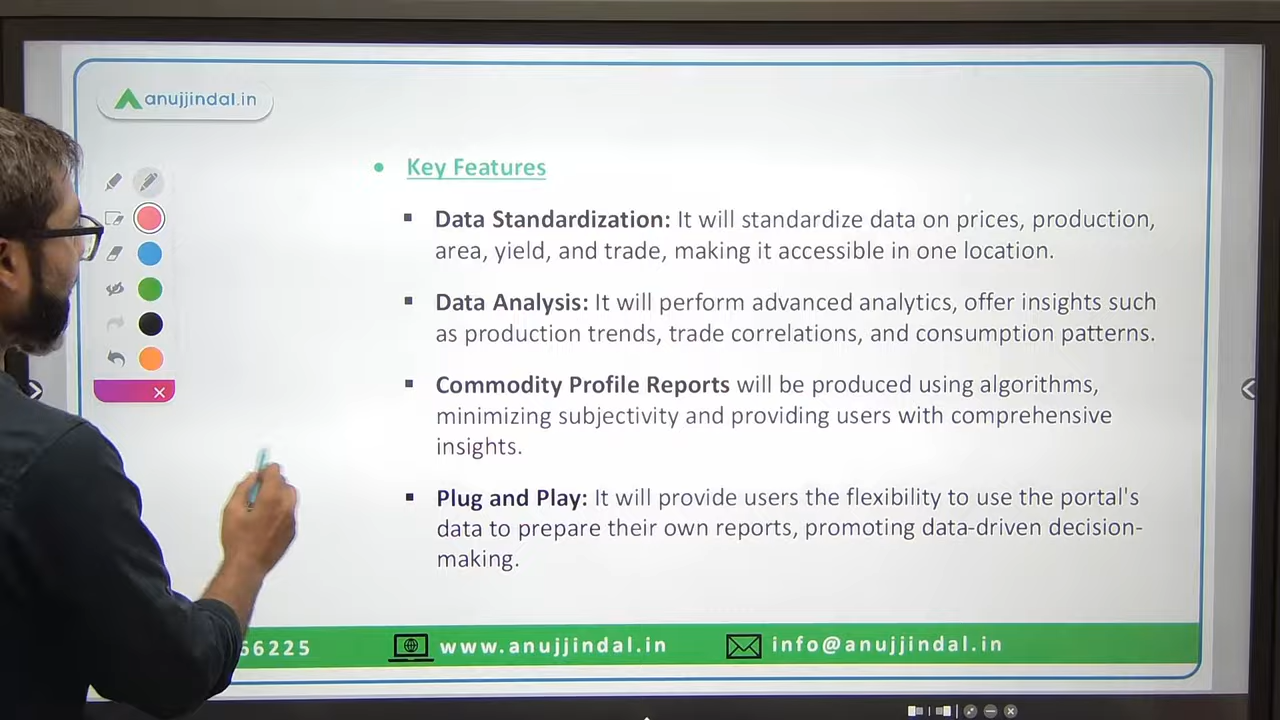 anujjindal.in
Key Features
Data Standardization: It will standardize data on prices, production,
area, yield, and trade, making it accessible in one location.
Data Analysis: It will perform advanced analytics, offer insights such
as production trends, trade correlations, and consumption patterns.
Commodity Profile Reports will be produced using algorithms,
minimizing subjectivity and providing users with comprehensive
insights.
Plug and Play: It will provide users the flexibility to use the portal's
data to prepare their own reports, promoting data-driven decision-
making.
66225 www.anujjindal.in info@anujjindal.in